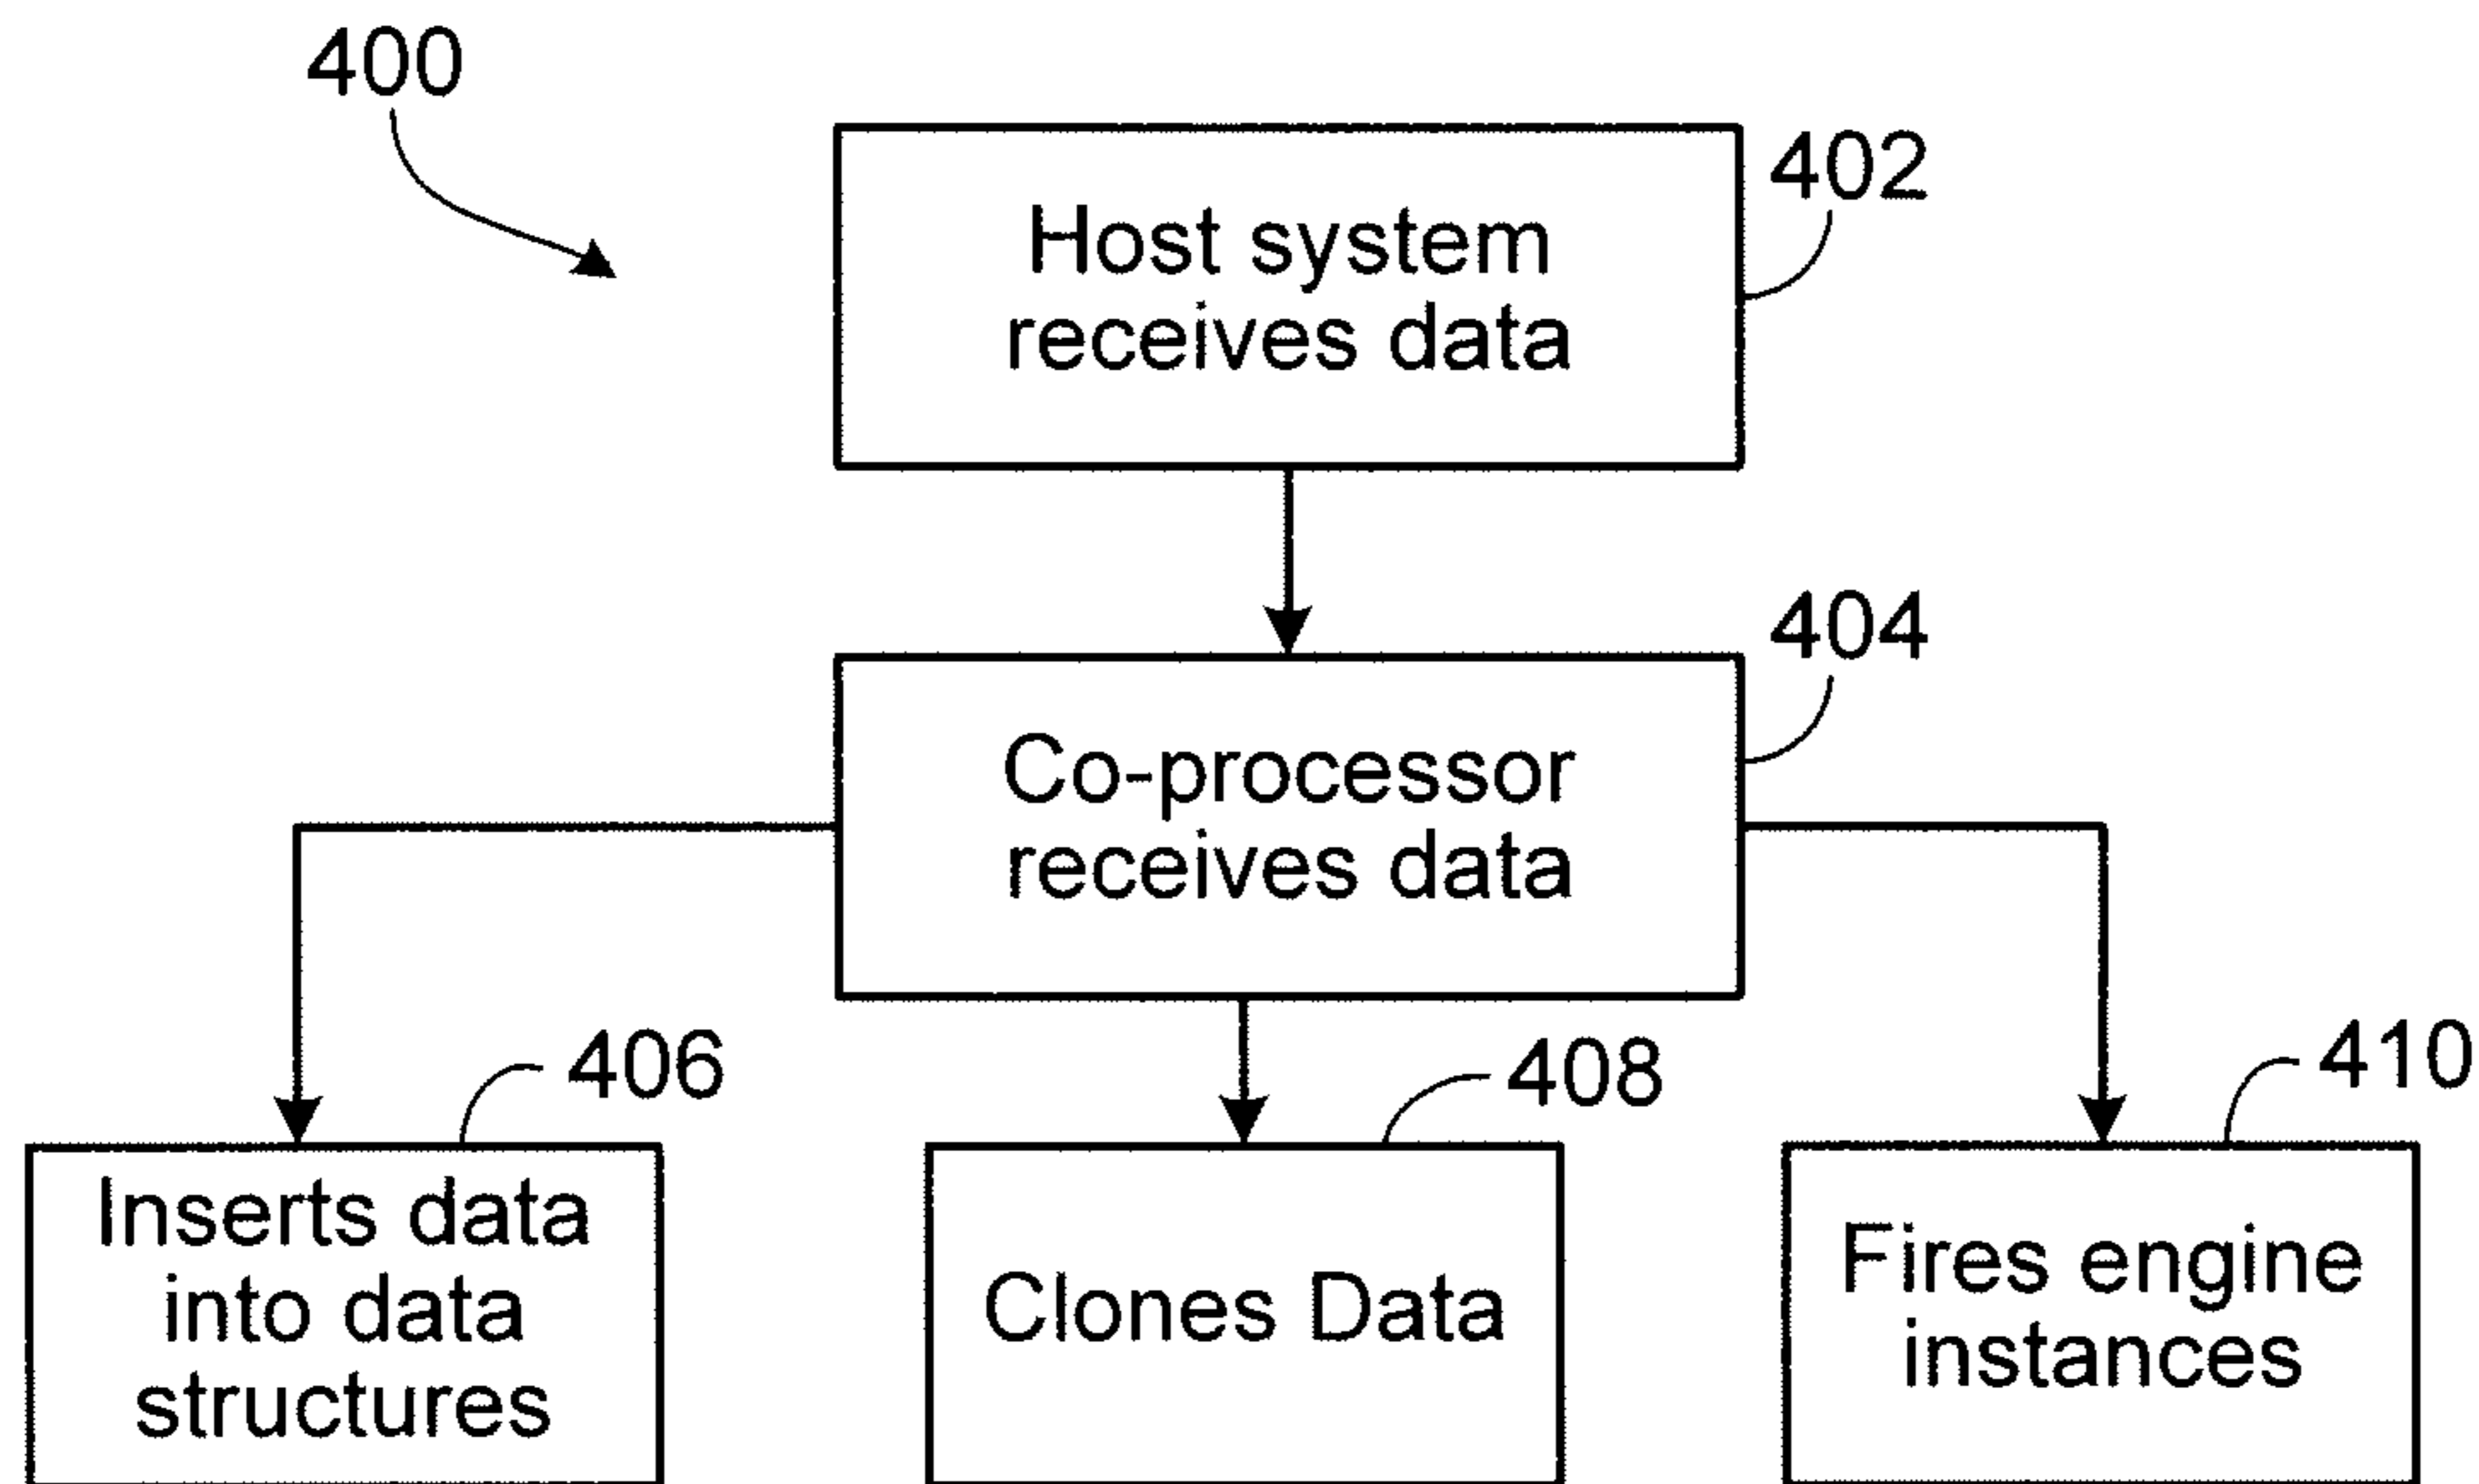 400
402
Host system
receives data
404
Co-processor
receives data
406
408
410
Inserts data
into data
structures
Clones Data
Fires engine
instances